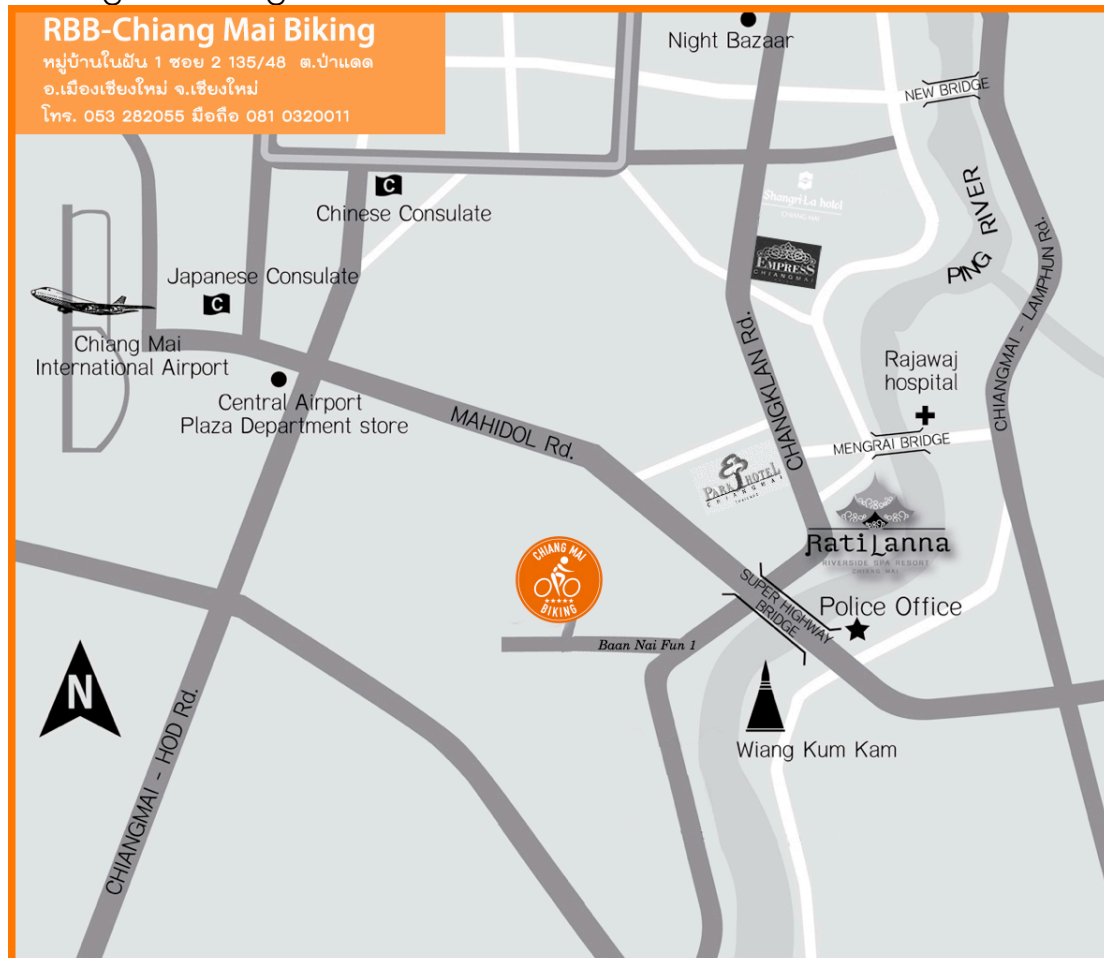 RBB-Chiang Mai Biking
หมู่บ้านในฝัน 1 ซอย 2 135/48 ต.ป่าแดด
อ.เมืองเชียงใหม่ จ.เชียงใหม่
โทร. 053 282055 มือถือ 081 0320011
Night Bazaar
NEW BRIDGE
C
Chinese Consulate
Shangri La hotel
CHIANG MAI
PING RIVER
EMPRESS
CHIANGMAI
Japanese Consulate
C
CHIANGMAI - LAMPHUN Rd.
Chiang Mai
International Airport
CHANGKLAN Rd.
Rajawaj
hospital
Central Airport
Plaza Department store
MAHIDOL Rd.
MENGRAI BRIDGE
PARK HOTEL
CHIANGMAI
THAILAND
RatiLanna
RIVERSIDE SPA RESORT
CHIANG MAI
CHIANG MAI
BIKING
SUPER HIGHWAY
BRIDGE
Police Office
Baan Nai Fun 1
N
CHIANGMAI - HOD Rd.
Wiang Kum Kam